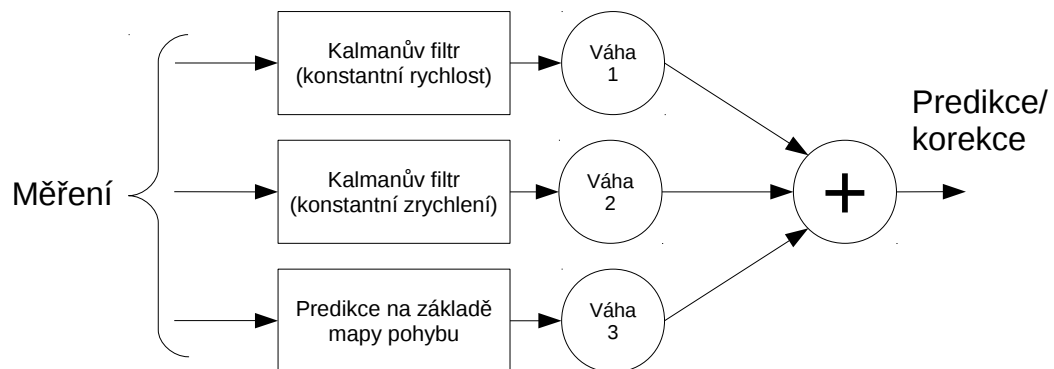 Měření
Kalmanův filtr
(konstantní rychlost)
Váha
1
Kalmanův filtr
(konstantní zrychlení)
Váha
2
Predikce na základě
mapy pohybu
Váha
3
+
Predikce/
korekce